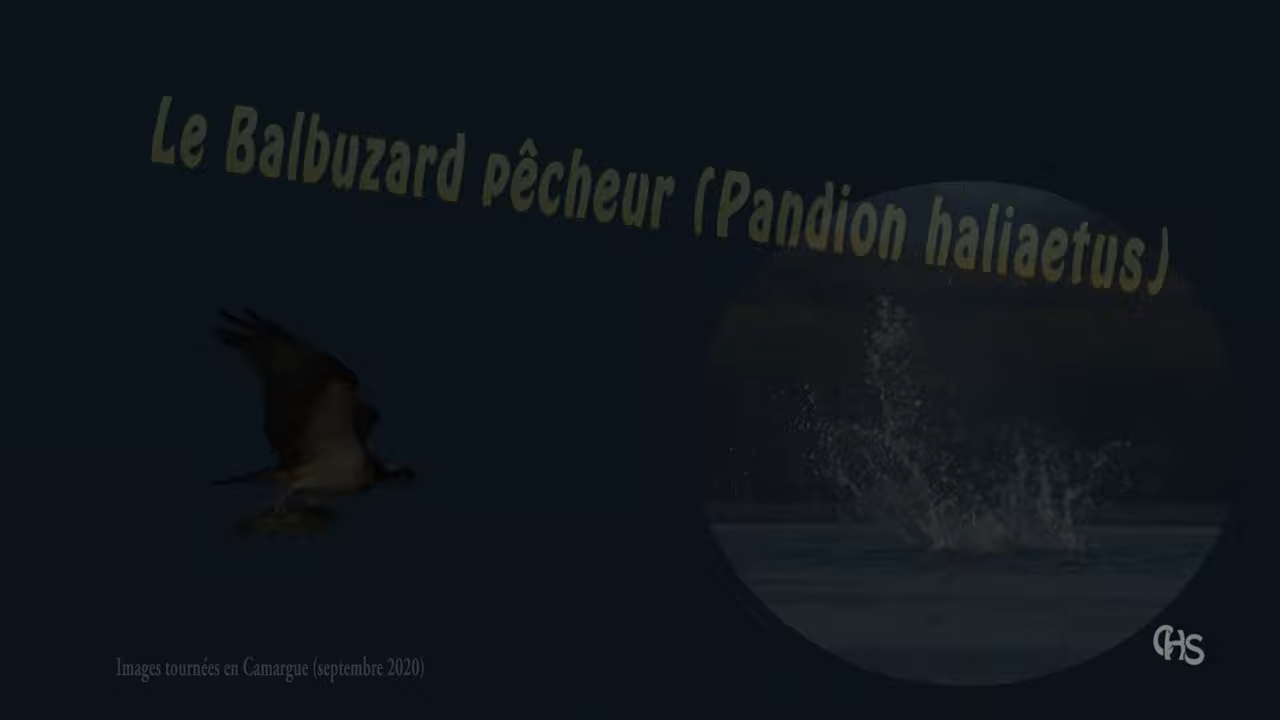 Le Balbuzard pêcheur (Pandion haliaetus)
Images tournées en Camargue (septembre 2020)
CHS